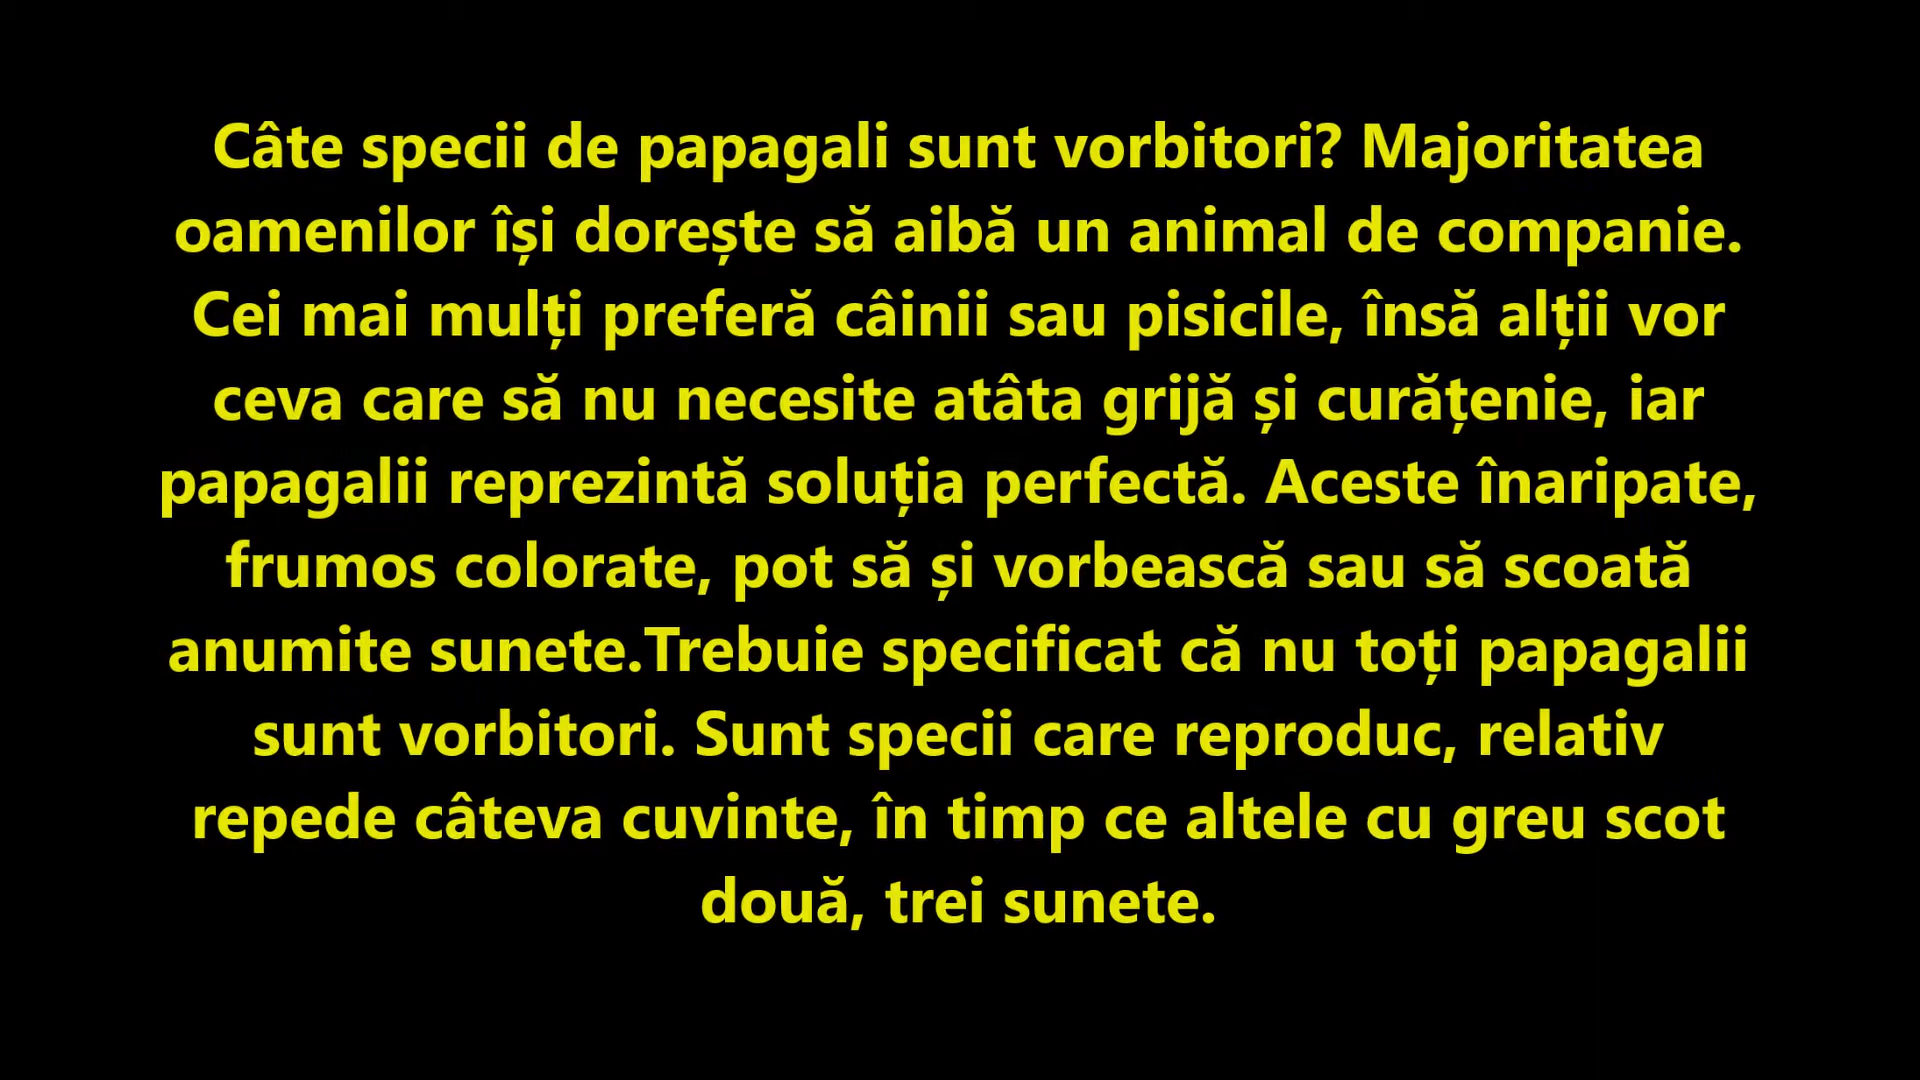 Câte specii de papagali sunt vorbitori? Majoritatea
oamenilor își dorește să aibă un animal de companie.
Cei mai mulți preferă câinii sau pisicile, însă alții vor
ceva care să nu necesite atâta grijă și curățenie, iar
papagalii reprezintă soluția perfectă. Aceste înaripate,
frumos colorate, pot să și vorbească sau să scoată
anumite sunete.Trebuie specificat că nu toți papagalii
sunt vorbitori. Sunt specii care reproduc, relativ
repede câteva cuvinte, în timp ce altele cu greu scot
două, trei sunete.